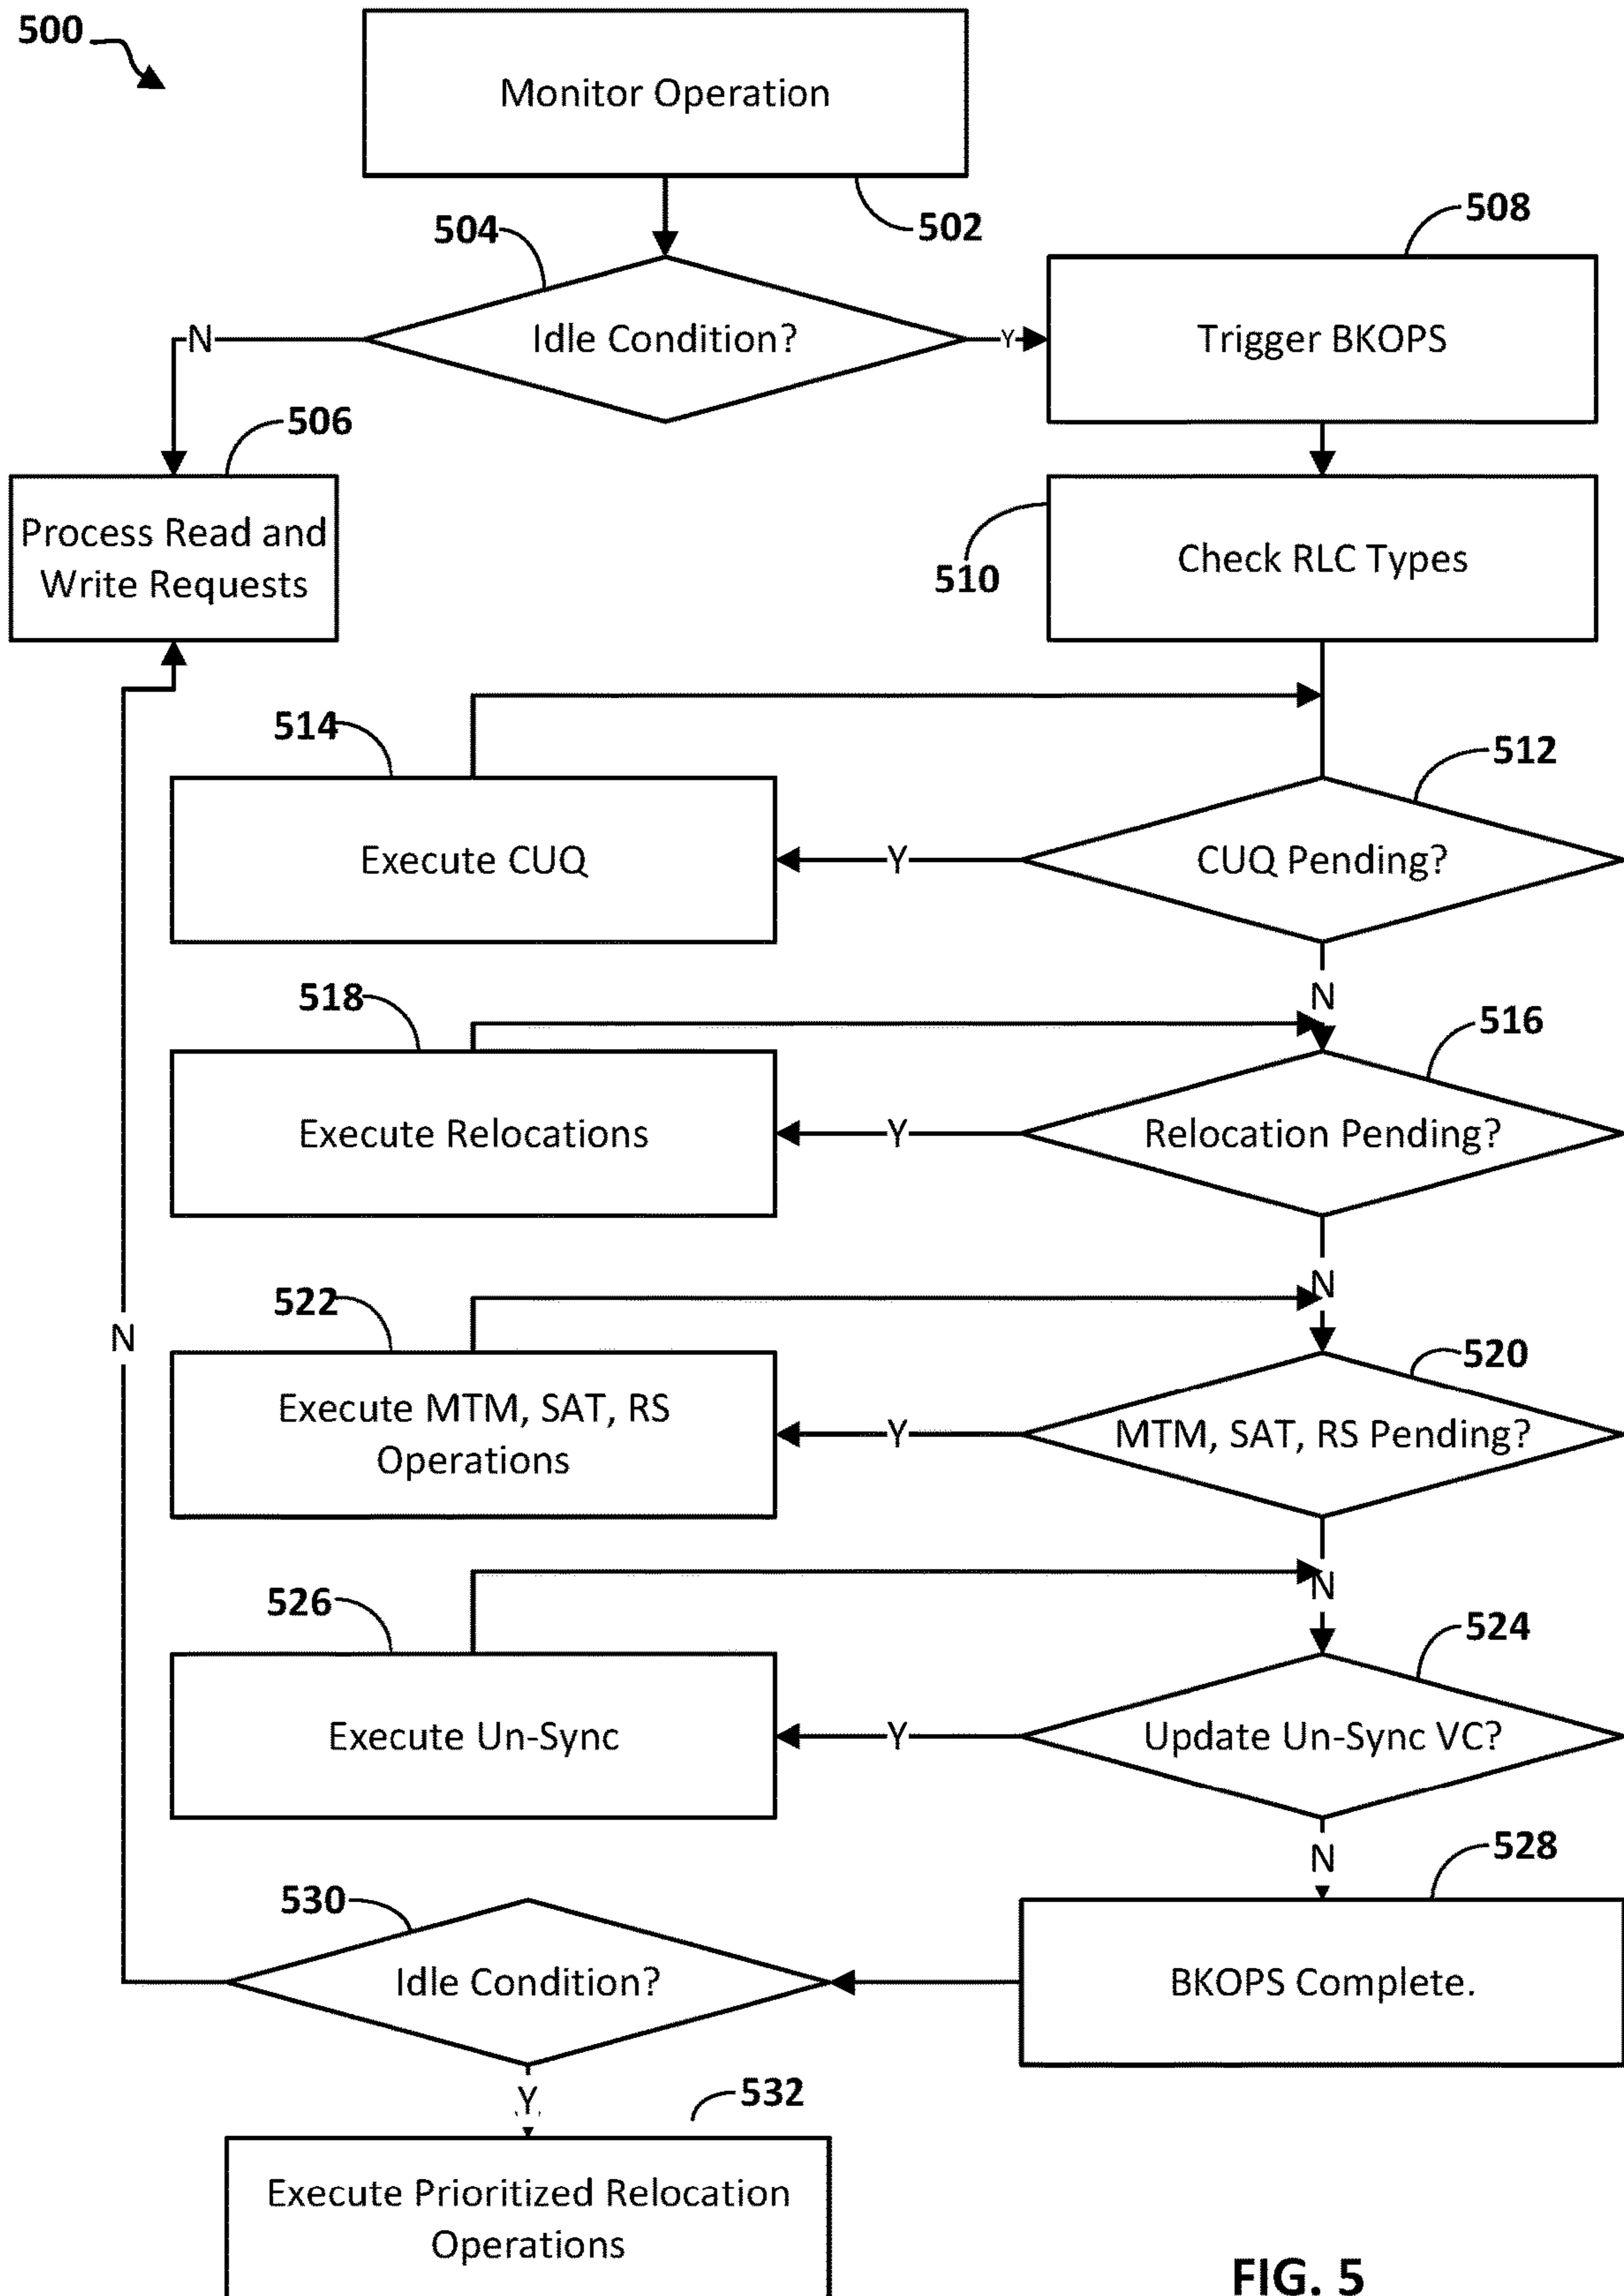 500
Monitor Operation
502
504
508
Idle Condition?
N
Y
Trigger BKOPS
506
Process Read and
Write Requests
510
Check RLC Types
514
512
Execute CUQ
Y
CUQ Pending?
N
518
516
Execute Relocations
Y
Relocation Pending?
N
522
520
N
Execute MTM, SAT, RS
Operations
Y
MTM, SAT, RS Pending?
N
526
524
Execute Un-Sync
Y
Update Un-Sync VC?
N
528
530
Idle Condition?
BKOPS Complete.
Y
532
Execute Prioritized Relocation
Operations
FIG. 5